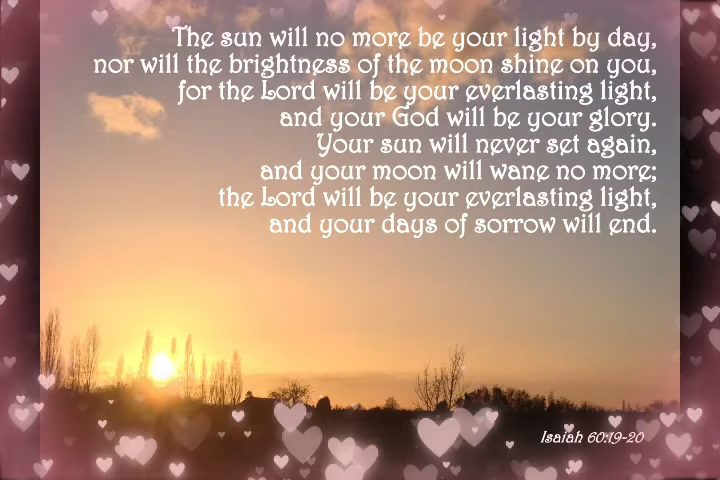 The sun will no more be your light by day,
nor will the brightness of the moon shine on you,
for the Lord will be your everlasting light,
and your God will be your glory.
Your sun will never set again,
and your moon will wane no more;
the Lord will be your everlasting light,
and your days of sorrow will end.
Isaiah 60:19-20